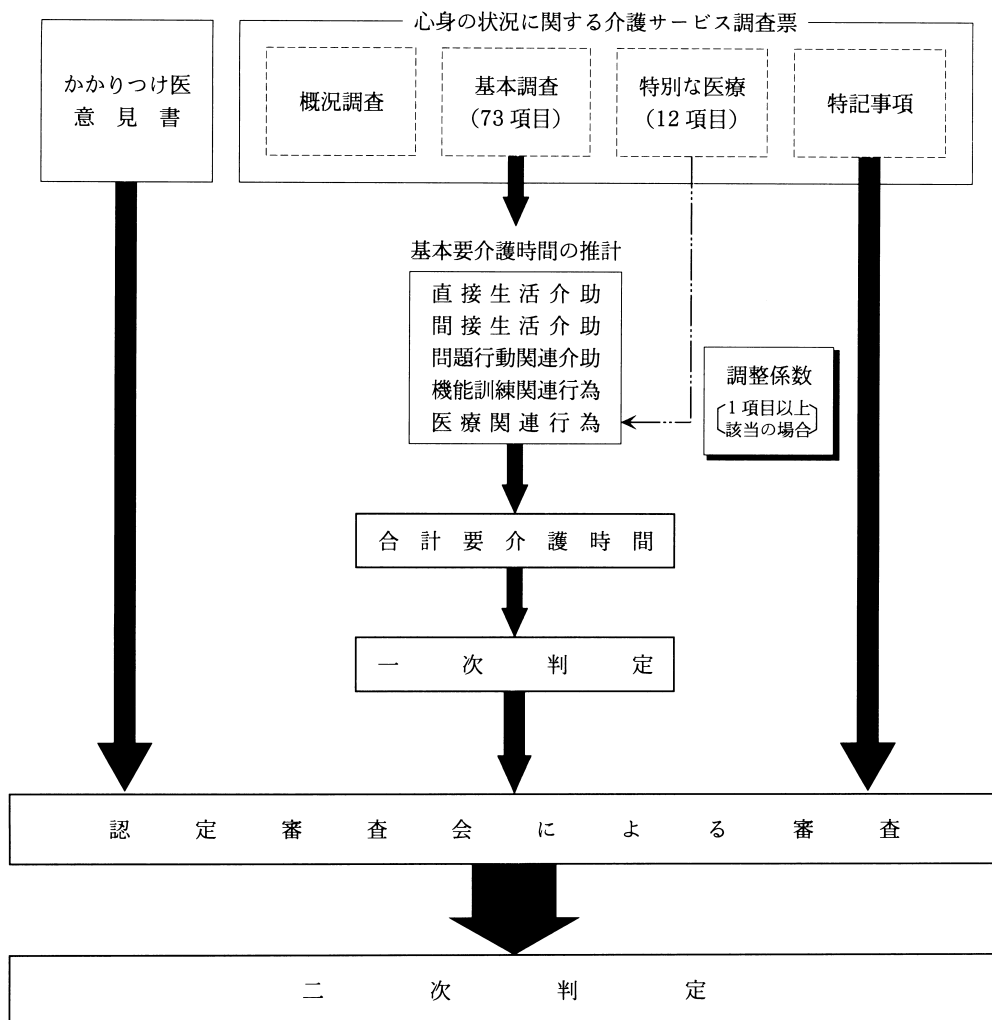 心身の状況に関する介護サービス調査票
かかりつけ医
意見書
概況調査
基本調査
（73 項目）
特別な医療
（12 項目）
特記事項
基本要介護時間の推計
直接生活介助
間接生活介助
問題行動関連介助
機能訓練関連行為
医療関連行為
調整係数
〔1 項目以上
該当の場合〕
合計要介護時間
一次判定
認定審査会による審査
二次判定